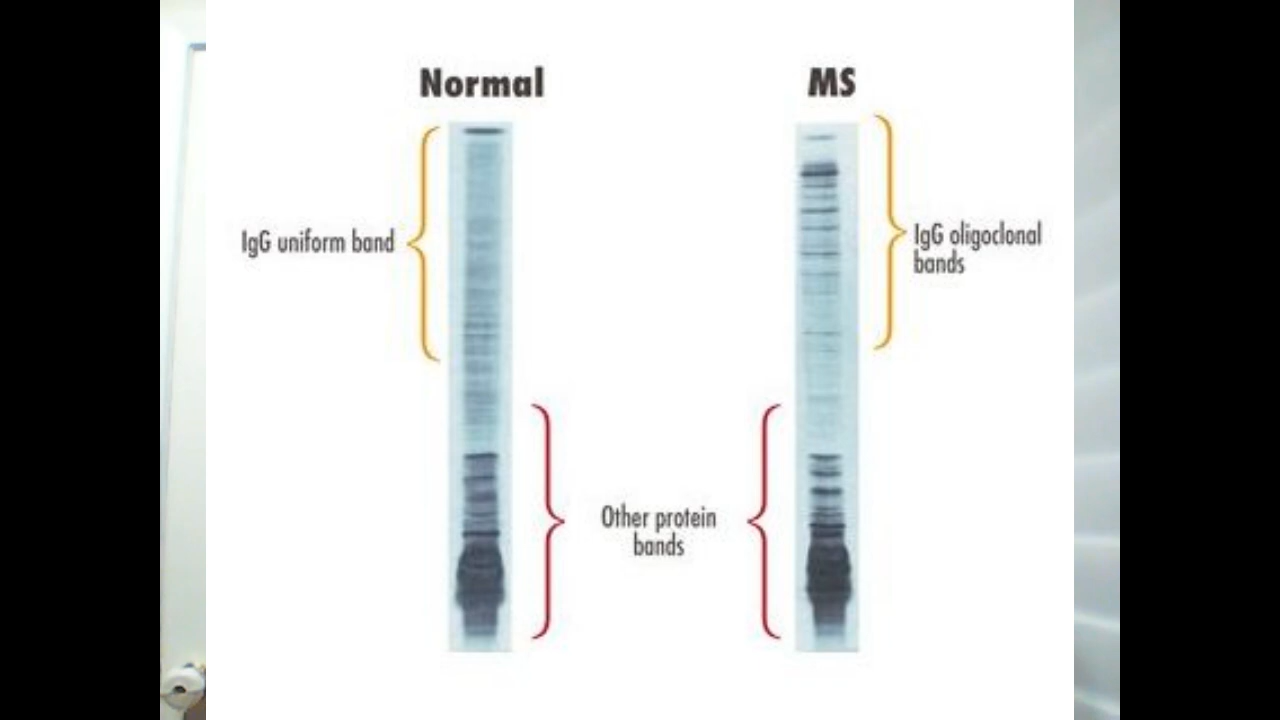 Normal
MS
IgG uniform band
IgG oligoclonal
bands
Other protein
bands